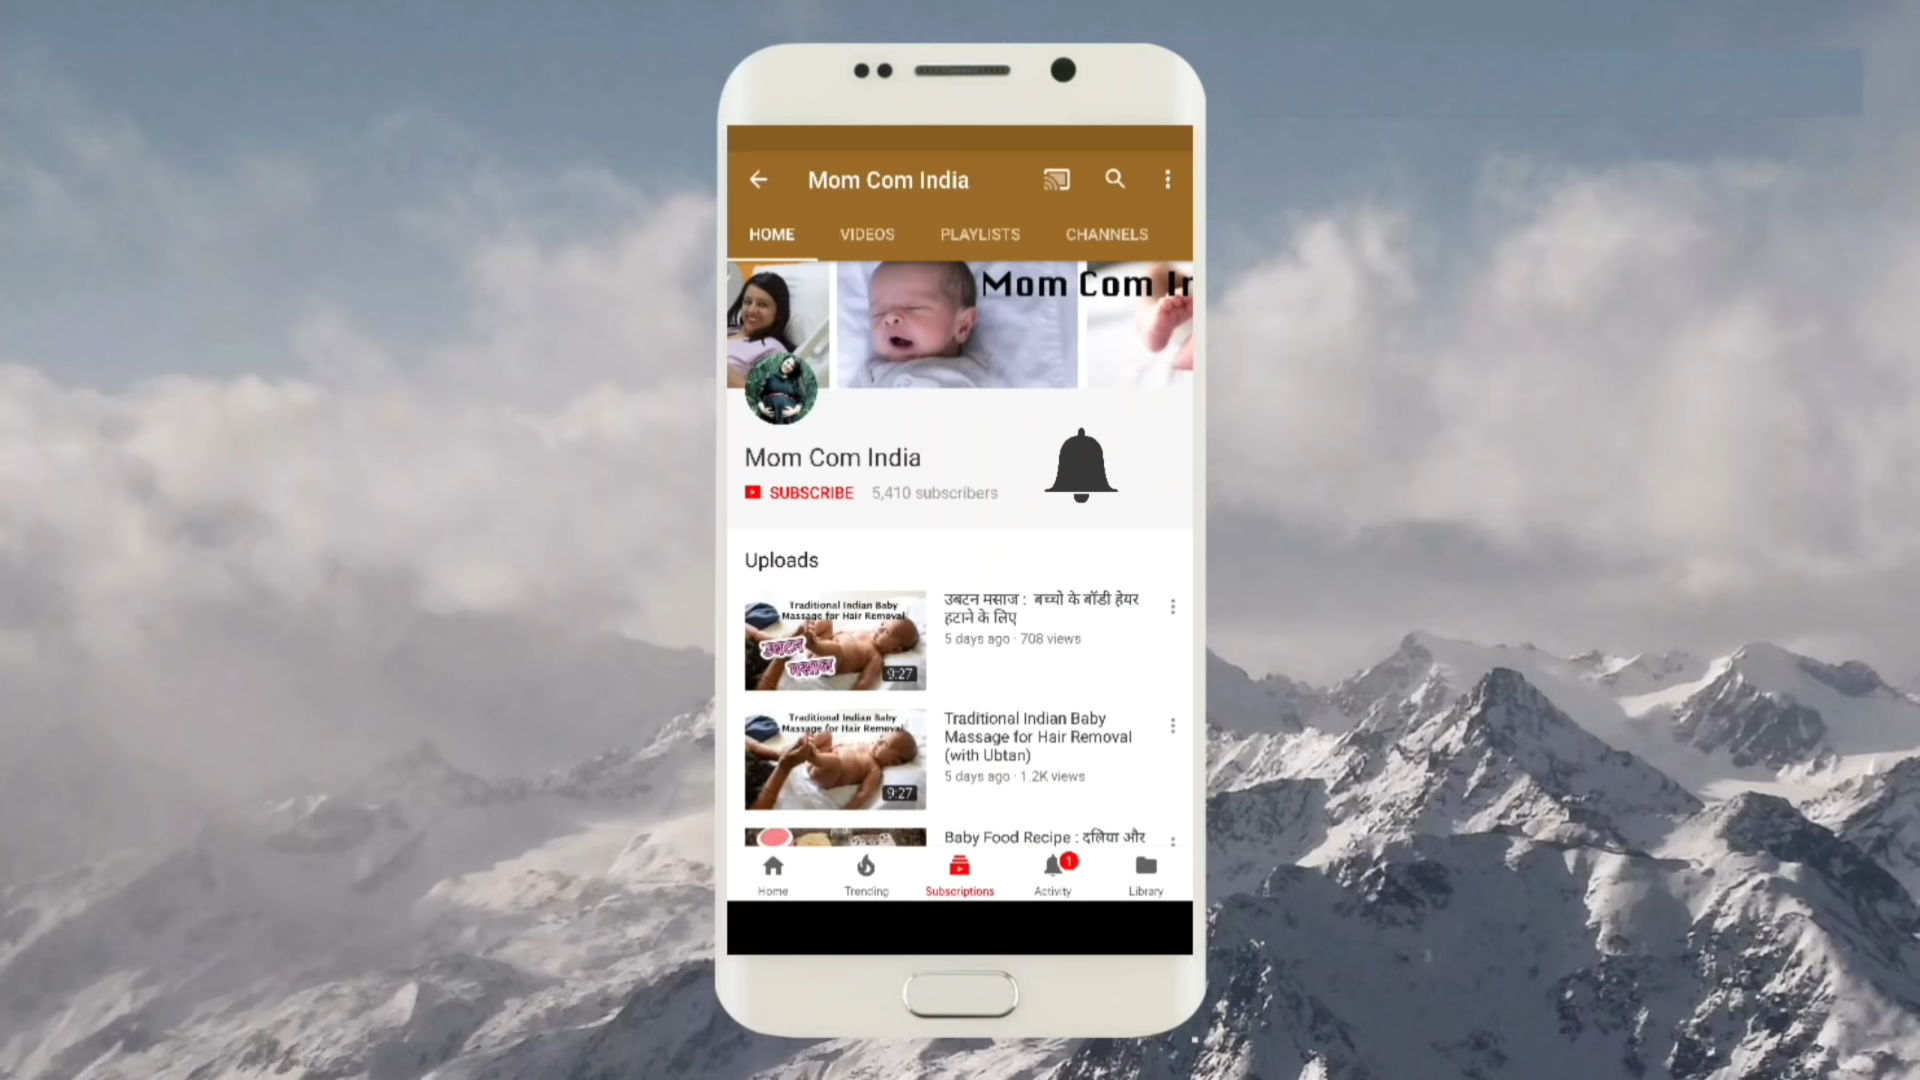 Mom Com India
HOME VIDEOS PLAYLISTS CHANNELS
Mom Com
Mom Com India
SUBSCRIBE 5,410 subscribers
Uploads
Traditional Indian Baby
Massage for Hair Removal
उबटन
मसाज
9:27
उबटन मसाज : बच्चो के बॉडी हेयर
हटाने के लिए
5 days ago · 708 views
Traditional Indian Baby
Massage for Hair Removal
9:27
Traditional Indian Baby
Massage for Hair Removal
(with Ubtan)
5 days ago · 1.2K views
Baby Food Recipe : दलिया और
1
Home Trending Subscriptions Activity Library